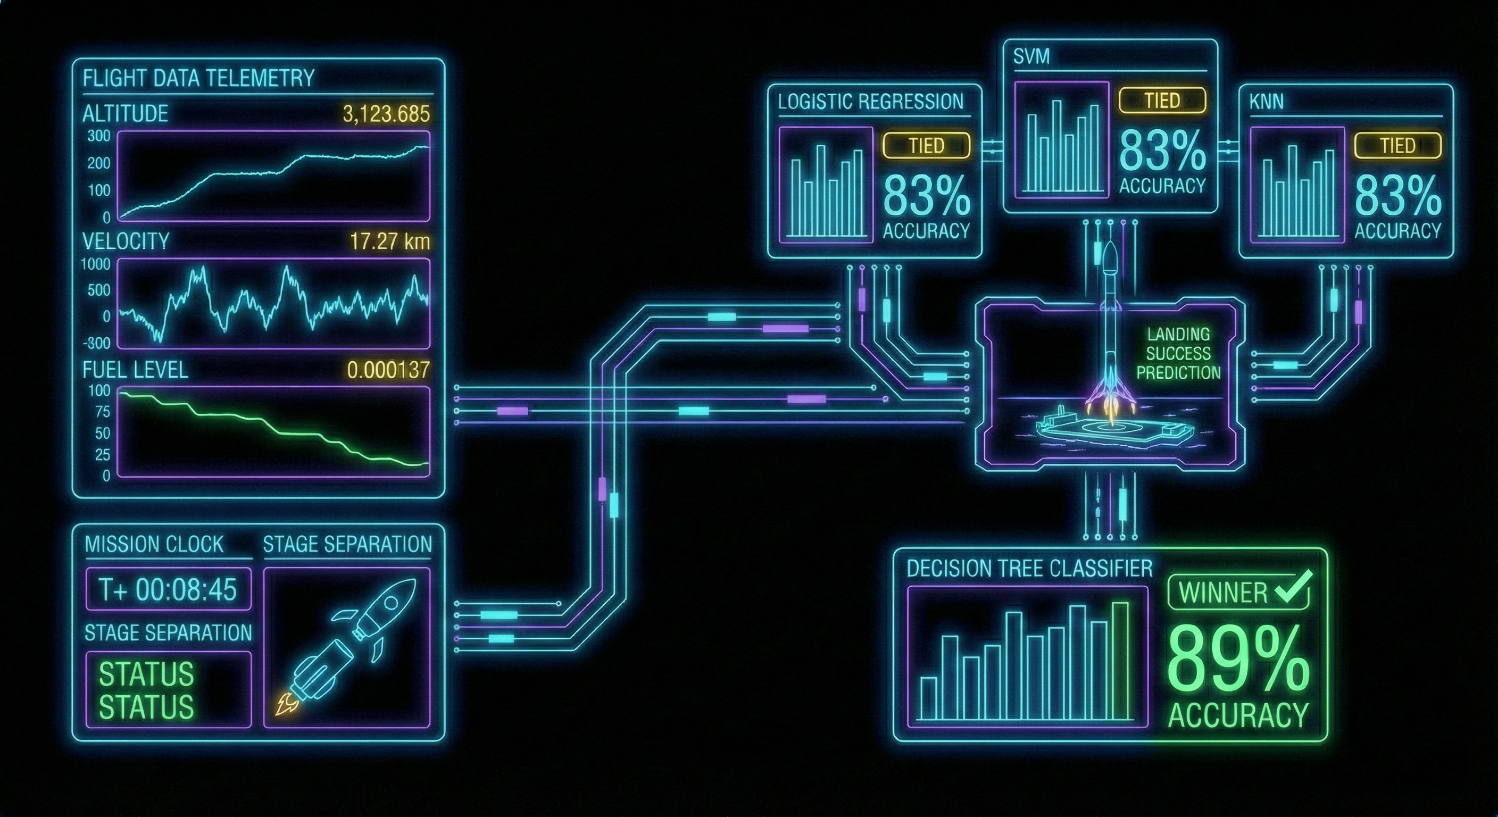 FLIGHT DATA TELEMETRY
ALTITUDE 3,123.685
300
200
100
0
VELOCITY 17.27 km
1000
500
0
-300
FUEL LEVEL 0.000137
100
75
50
25
0
MISSION CLOCK
T+ 00:08:45
STAGE SEPARATION
STATUS
STATUS
STAGE SEPARATION
LOGISTIC REGRESSION
TIED
83%
ACCURACY
SVM
TIED
83%
ACCURACY
KNN
TIED
83%
ACCURACY
LANDING
SUCCESS
PREDICTION
DECISION TREE CLASSIFIER
WINNER
89%
ACCURACY